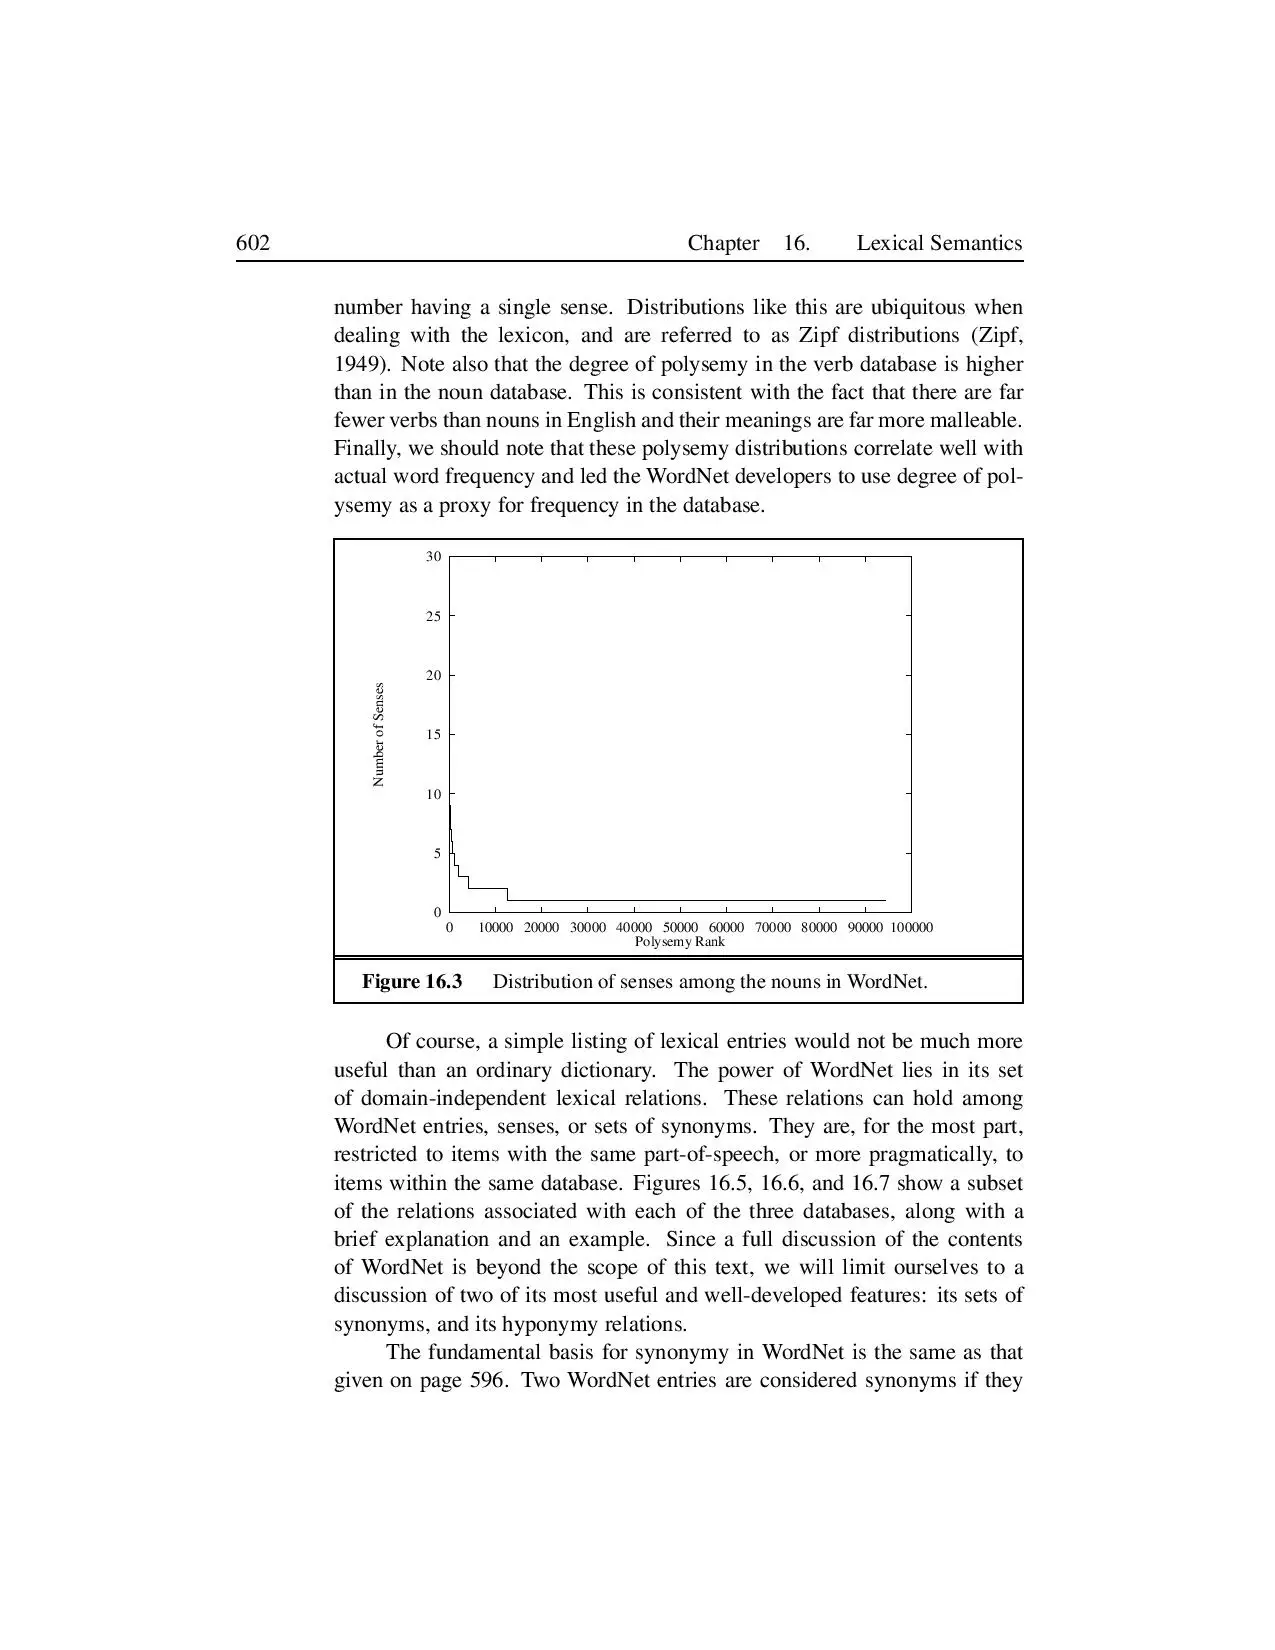 602 Chapter 16. Lexical Semantics
number having a single sense. Distributions like this are ubiquitous when
dealing with the lexicon, and are referred to as Zipf distributions (Zipf,
1949). Note also that the degree of polysemy in the verb database is higher
than in the noun database. This is consistent with the fact that there are far
fewer verbs than nouns in English and their meanings are far more malleable.
Finally, we should note that these polysemy distributions correlate well with
actual word frequency and led the WordNet developers to use degree of pol-
ysemy as a proxy for frequency in the database.
30
25
20
15
10
5
0
Number of Senses
0 10000 20000 30000 40000 50000 60000 70000 80000 90000 100000
Polysemy Rank
Figure 16.3 Distribution of senses among the nouns in WordNet.
Of course, a simple listing of lexical entries would not be much more
useful than an ordinary dictionary. The power of WordNet lies in its set
of domain-independent lexical relations. These relations can hold among
WordNet entries, senses, or sets of synonyms. They are, for the most part,
restricted to items with the same part-of-speech, or more pragmatically, to
items within the same database. Figures 16.5, 16.6, and 16.7 show a subset
of the relations associated with each of the three databases, along with a
brief explanation and an example. Since a full discussion of the contents
of WordNet is beyond the scope of this text, we will limit ourselves to a
discussion of two of its most useful and well-developed features: its sets of
synonyms, and its hyponymy relations.
The fundamental basis for synonymy in WordNet is the same as that
given on page 596. Two WordNet entries are considered synonyms if they